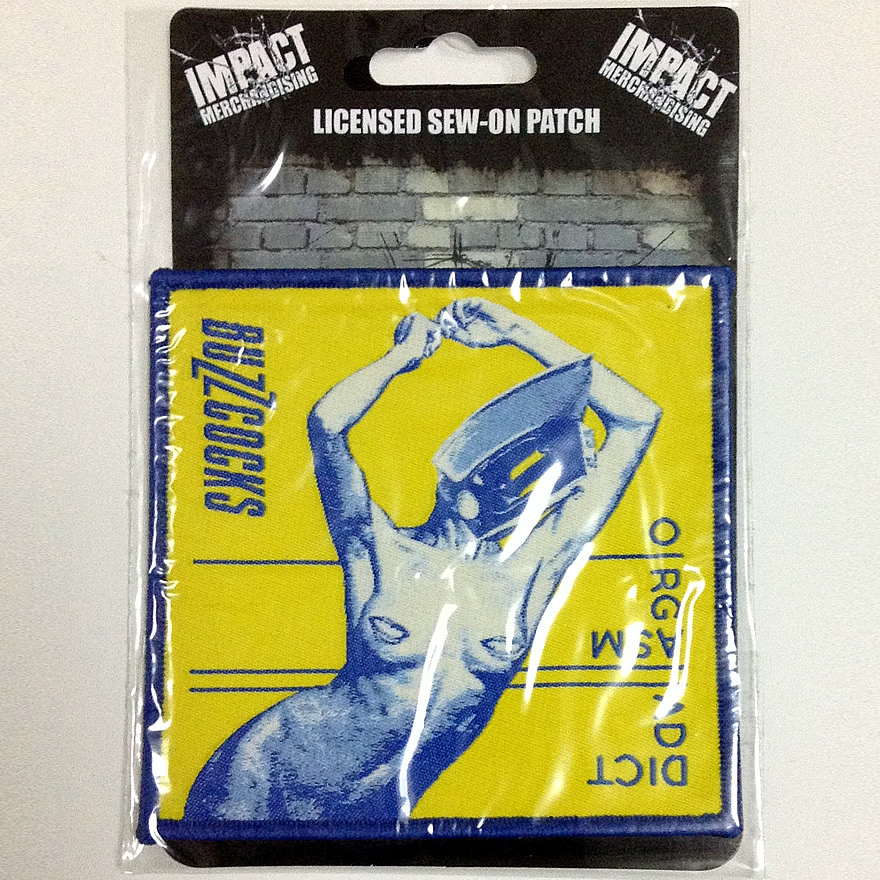 IMPACT
MERCHANDISING
IMPACT
MERCHANDISING
LICENSED SEW-ON PATCH
BUZZCOCKS
ORGASM
ADDICT